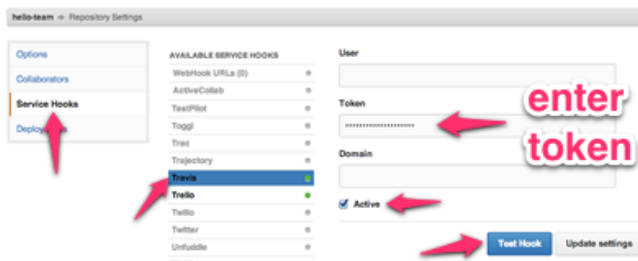 hello-team → Repository Settings
Options
Collaborators
Service Hooks
Deploy
AVAILABLE SERVICE HOOKS
WebHook URLs (0)
ActiveCollab
TestPilot
Toggl
Trac
Trajectory
Travis
Trello
Twilio
Twitter
Unfuddle
User
Token
enter
token
Domain
Active
Test Hook
Update settings